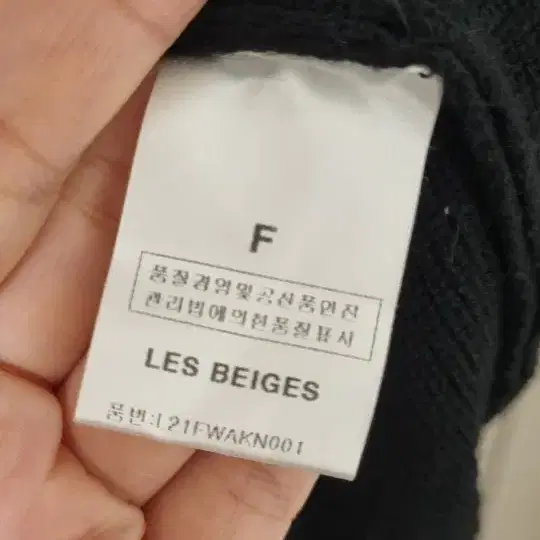 F
품질경영및공산품안전
관리법에의한품질표시
LES BEIGES
품번:L21FWAKN001